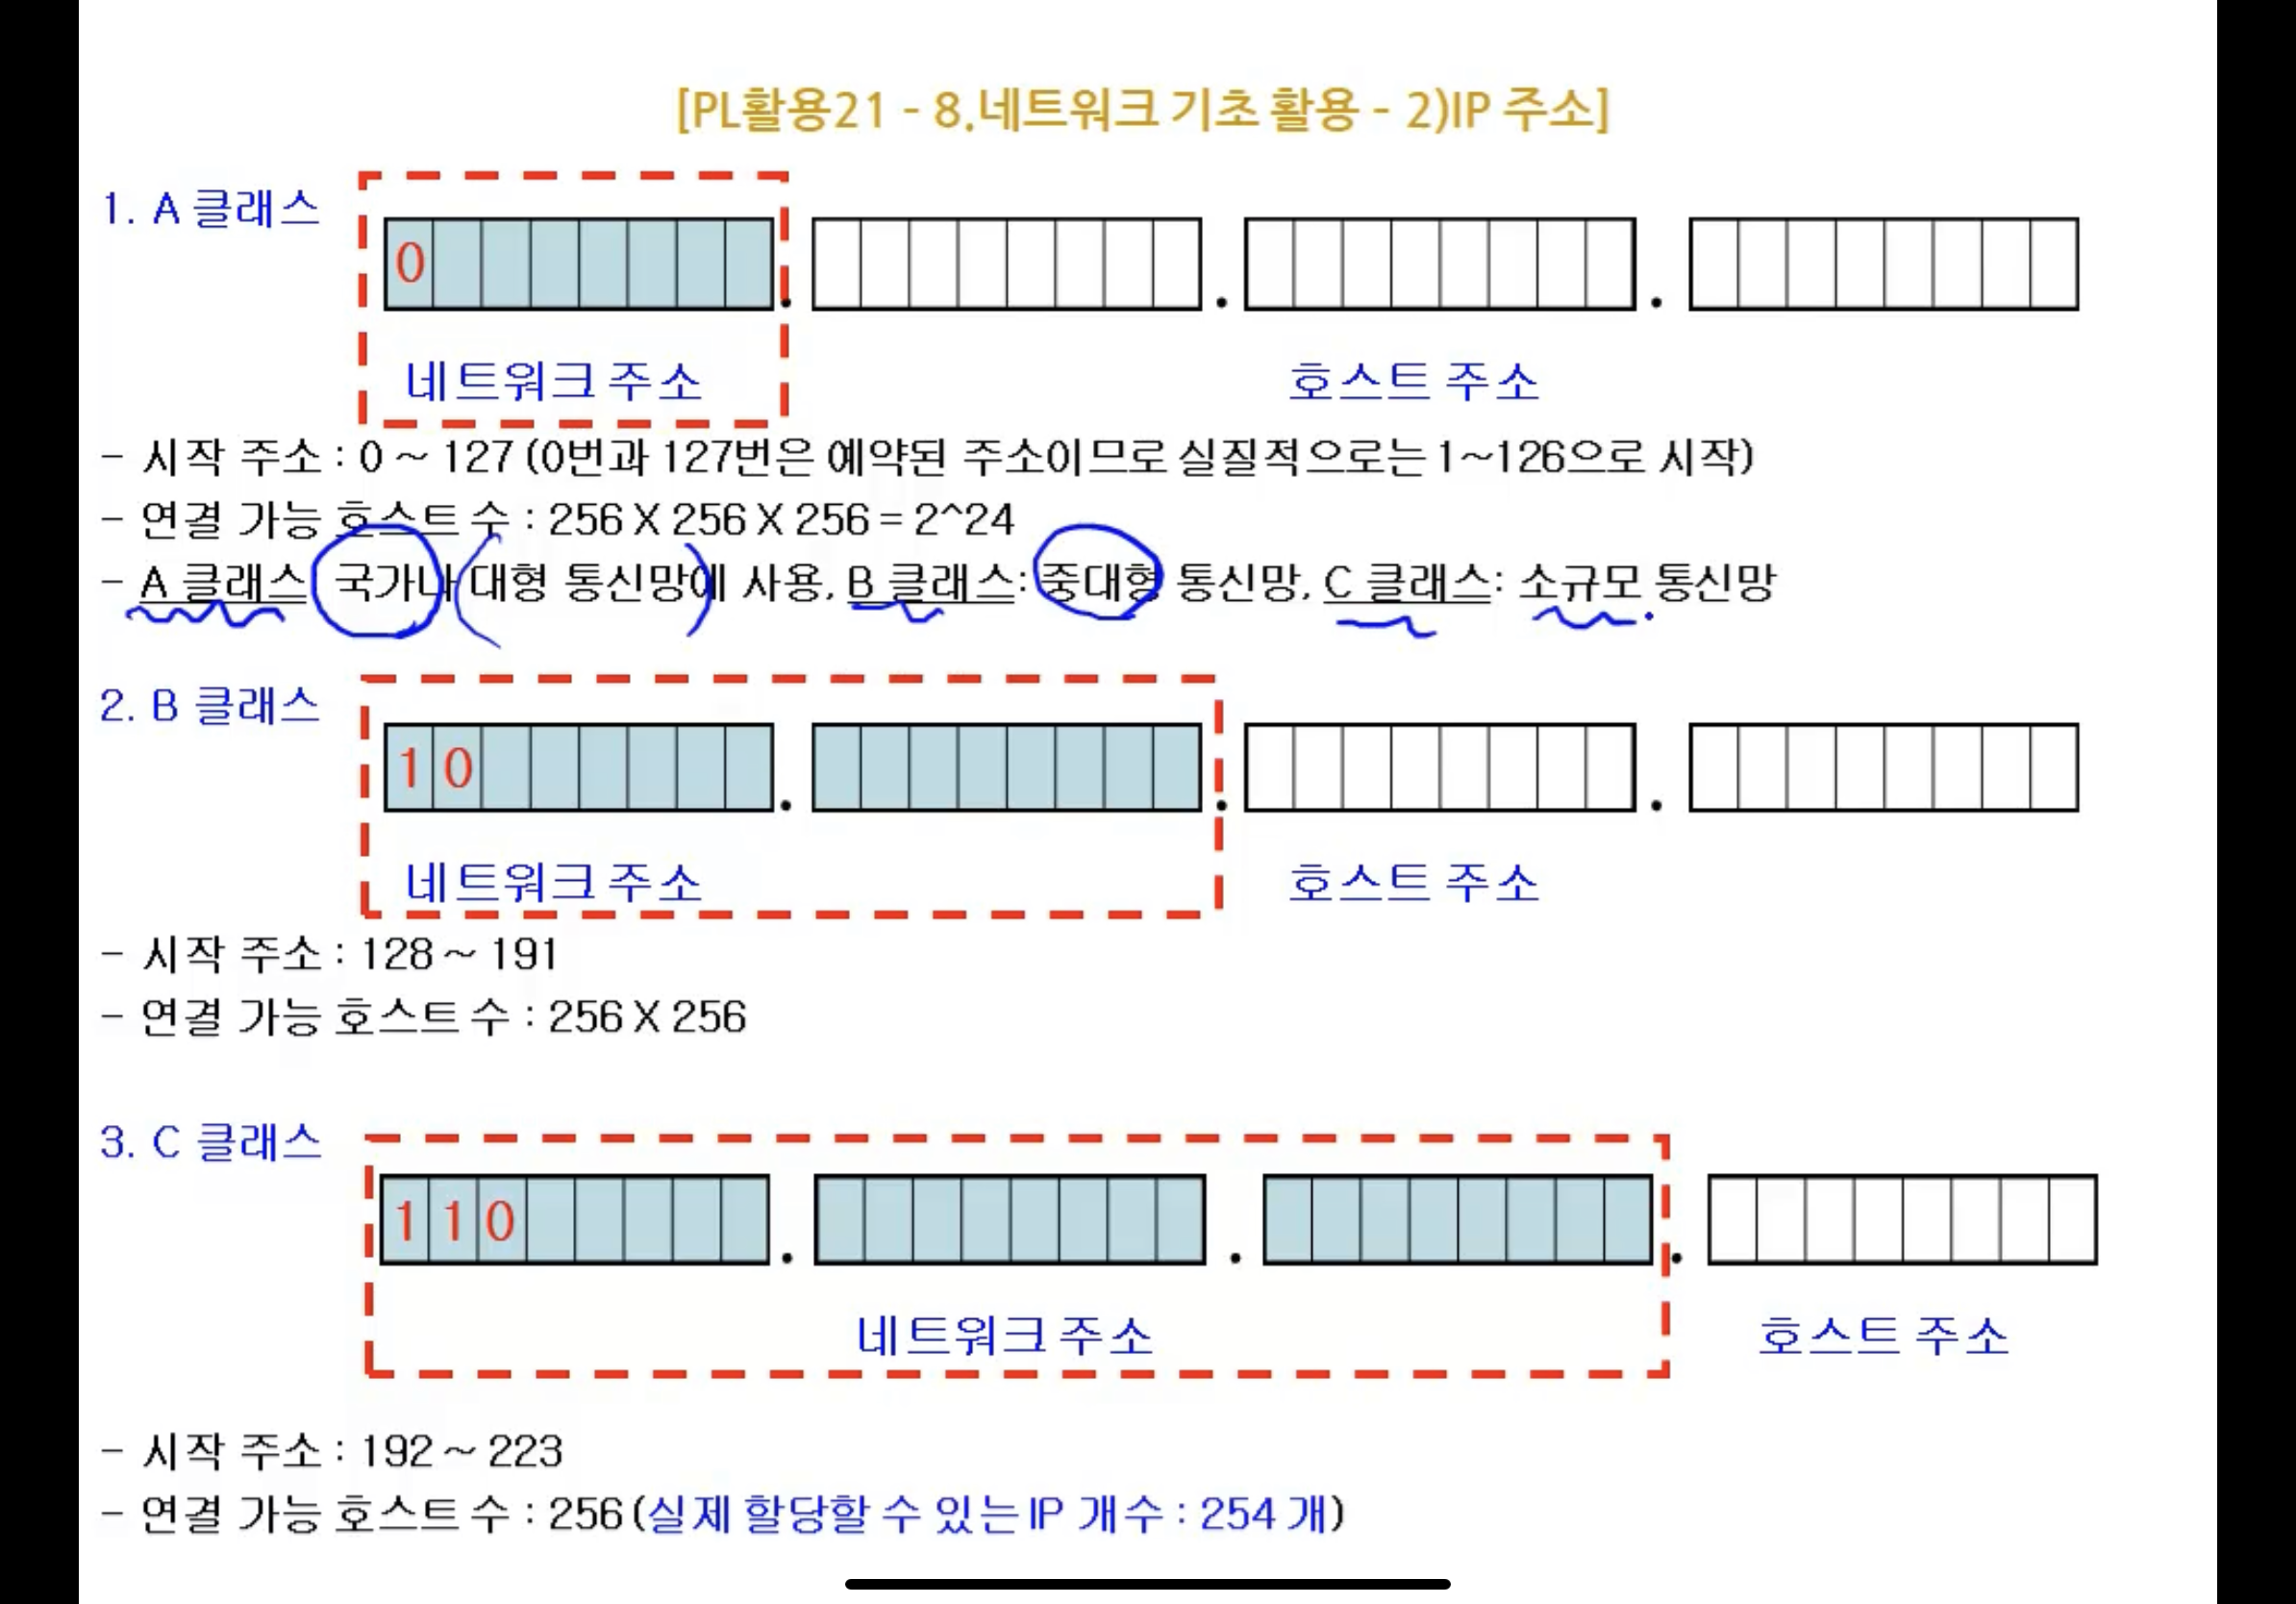 [PL활용21 - 8.네트워크 기초 활용 - 2)IP 주소]
1. A 클래스
0
네트워크 주소 호스트 주소
- 시작 주소 : 0 ~ 127 (0번과 127번은 예약된 주소이므로 실질적으로는 1~126으로 시작)
- 연결 가능 호스트 수 : 256 X 256 X 256 = 2^24
- A 클래스 국가나 대형 통신망에 사용, B 클래스: 중대형 통신망, C 클래스: 소규모 통신망
2. B 클래스
1 0
네트워크 주소 호스트 주소
- 시작 주소 : 128 ~ 191
- 연결 가능 호스트 수 : 256 X 256
3. C 클래스
1 1 0
네트워크 주소 호스트 주소
- 시작 주소 : 192 ~ 223
- 연결 가능 호스트 수 : 256 (실제 할당할 수 있는 IP 개수 : 254 개)